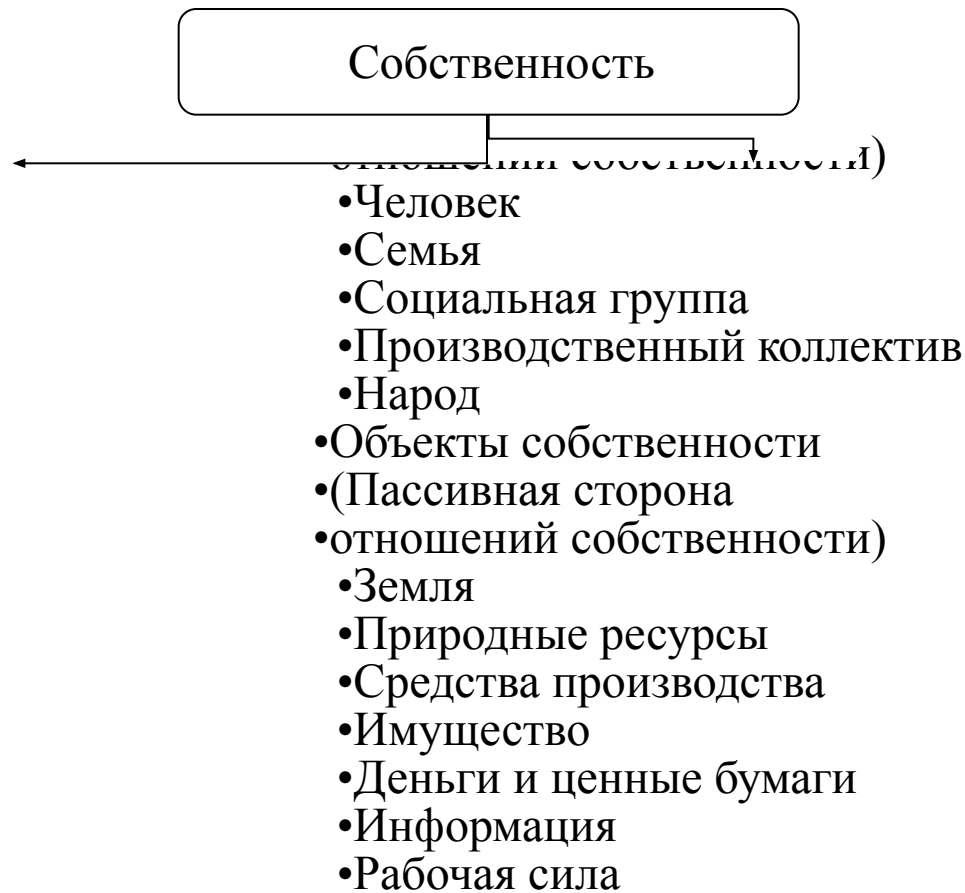 Собственность
отношений собственности)
•Человек
•Семья
•Социальная группа
•Производственный коллектив
•Народ
•Объекты собственности
•(Пассивная сторона
•отношений собственности)
•Земля
•Природные ресурсы
•Средства производства
•Имущество
•Деньги и ценные бумаги
•Информация
•Рабочая сила